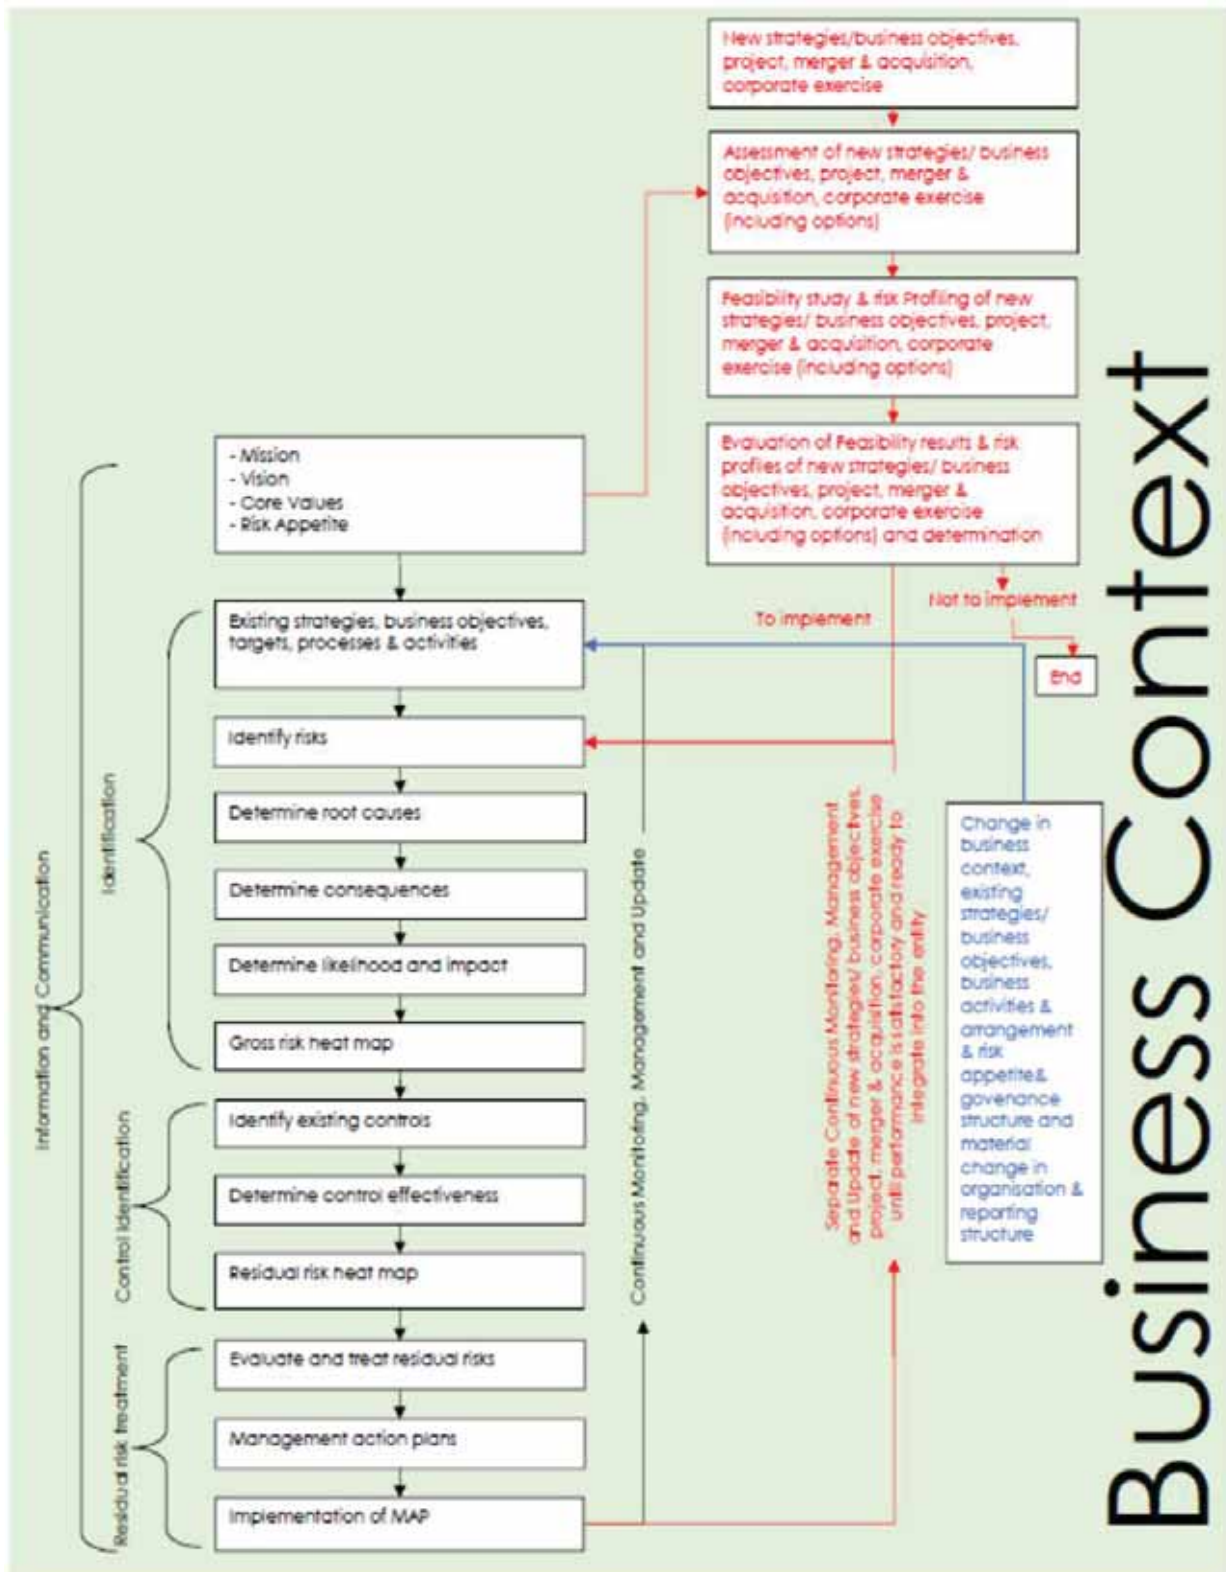 New strategies/business objectives,
project, merger & acquisition,
corporate exercise
Assessment of new strategies/ business
objectives, project, merger &
acquisition, corporate exercise
(including options)
Feasibility study & risk Profiling of new
strategies/ business objectives, project,
merger & acquisition, corporate
exercise (including options)
Evaluation of Feasibility results & risk
profiles of new strategies/ business
objectives, project, merger &
acquisition, corporate exercise
(including options) and determination
To implement
Not to implement
End
- Mission
- Vision
- Core Values
- Risk Appetite
Existing strategies, business objectives,
targets, processes & activities
Identify risks
Determine root causes
Determine consequences
Determine likelihood and impact
Gross risk heat map
Identify existing controls
Determine control effectiveness
Residual risk heat map
Evaluate and treat residual risks
Management action plans
Implementation of MAP
Information and Communication
Identification
Control Identification
Residual risk treatment
Continuous Monitoring, Management and Update
Separate Continuous Monitoring, Management
and Update of new strategies/ business objectives,
project, merger & acquisition, corporate exercise
until performance is satisfactory and ready to
integrate into the entity
Change in
business
context,
existing
strategies/
business
objectives,
business
activities &
arrangement
& risk
appetite&
govenance
structure and
material
change in
organisation &
reporting
structure
Business Context